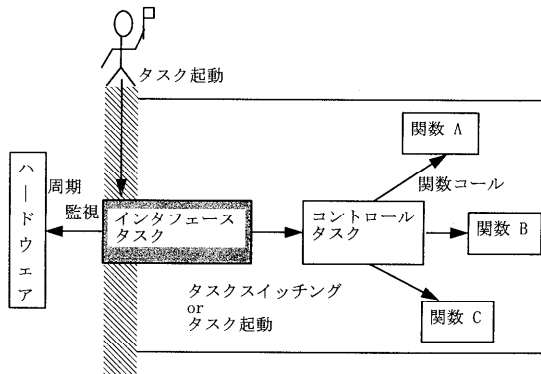 タスク起動
関数 A
ハードウェア
周期
監視
関数コール
インタフェース
タスク
コントロール
タスク
関数 B
タスクスイッチング
or
タスク起動
関数 C